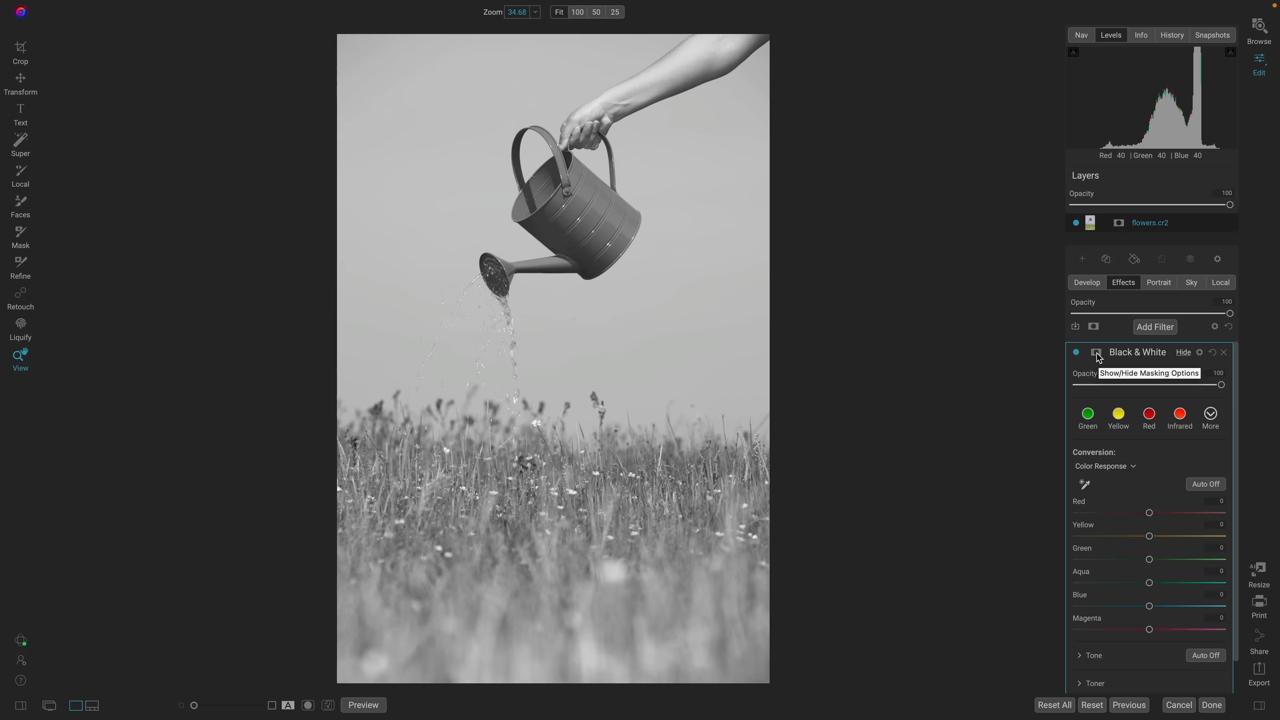 Zoom 34.68 Fit 100 50 25
Crop
Transform
Text
Super
Local
Faces
Mask
Refine
Retouch
Liquify
View
Preview
Nav Levels Info History Snapshots
Red 40 | Green 40 | Blue 40
Layers
Opacity 100
flowers.cr2
Develop Effects Portrait Sky Local
Opacity 100
Add Filter
Black & White Hide
Opacity 100
Show/Hide Masking Options
Green Yellow Red Infrared More
Conversion:
Color Response
Auto Off
Red 0
Yellow 0
Green 0
Aqua 0
Blue 0
Magenta 0
Tone Auto Off
Toner
Reset All Reset Previous Cancel Done
Browse
Edit
AI
Resize
Print
Share
Export
A